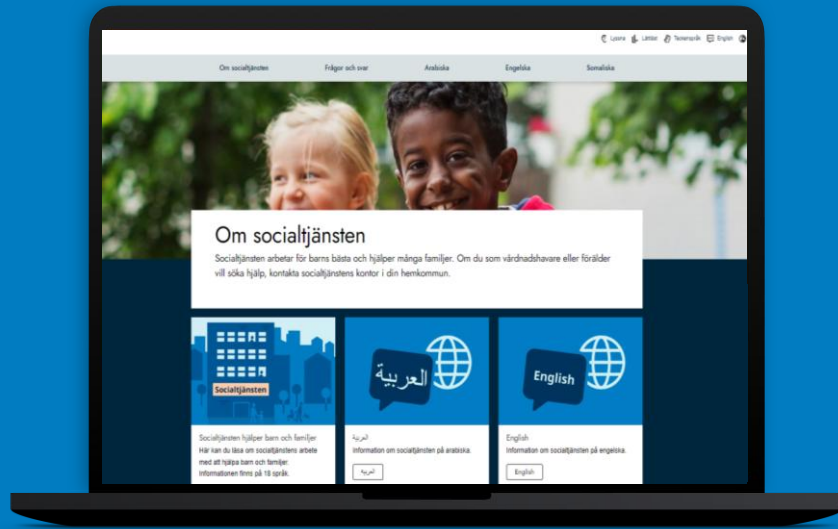 Lyssna Lättläst Teckenspråk English
Om socialtjänsten Frågor och svar Arabiska Engelska Somaliska
Om socialtjänsten
Socialtjänsten arbetar för barns bästa och hjälper många familjer. Om du som vårdnadshavare eller förälder
vill söka hjälp, kontakta socialtjänstens kontor i din hemkommun.
Socialtjänsten
العربية
English
Socialtjänsten hjälper barn och familjer
Här kan du läsa om socialtjänstens arbete
med att hjälpa barn och familjer.
Informationen finns på 18 språk.
العربية
Information om socialtjänsten på arabiska.
العربية
English
Information om socialtjänsten på engelska.
English